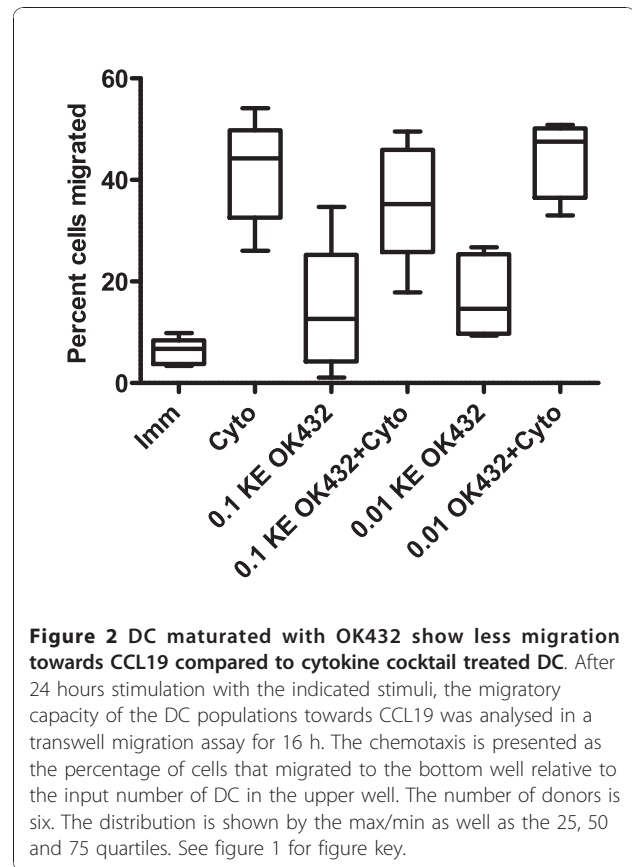 60
40
20
0
Percent cells migrated
Imm
Cyto
0.1 KE OK432
0.1 KE OK432+Cyto
0.01 KE OK432
0.01 OK432+Cyto
Figure 2 DC maturated with OK432 show less migration
towards CCL19 compared to cytokine cocktail treated DC. After
24 hours stimulation with the indicated stimuli, the migratory
capacity of the DC populations towards CCL19 was analysed in a
transwell migration assay for 16 h. The chemotaxis is presented as
the percentage of cells that migrated to the bottom well relative to
the input number of DC in the upper well. The number of donors is
six. The distribution is shown by the max/min as well as the 25, 50
and 75 quartiles. See figure 1 for figure key.